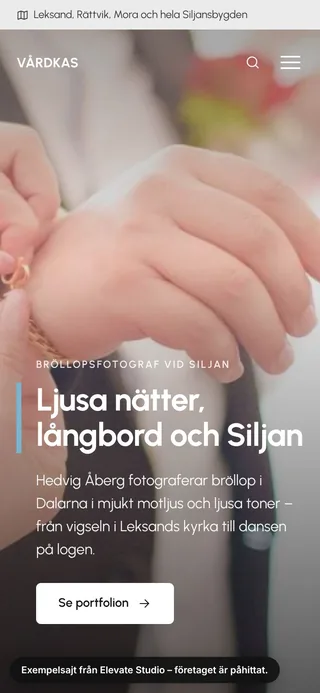 Leksand, Rättvik, Mora och hela Siljansbygden
VÅRDKAS
BRÖLLOPSFOTOGRAF VID SILJAN
Ljusa nätter,
långbord och Siljan
Hedvig Åberg fotograferar bröllop i
Dalarna i mjukt motljus och ljusa toner –
från vigseln i Leksands kyrka till dansen
på logen.
Se portfolion →
Exempelsajt från Elevate Studio – företaget är påhittat.